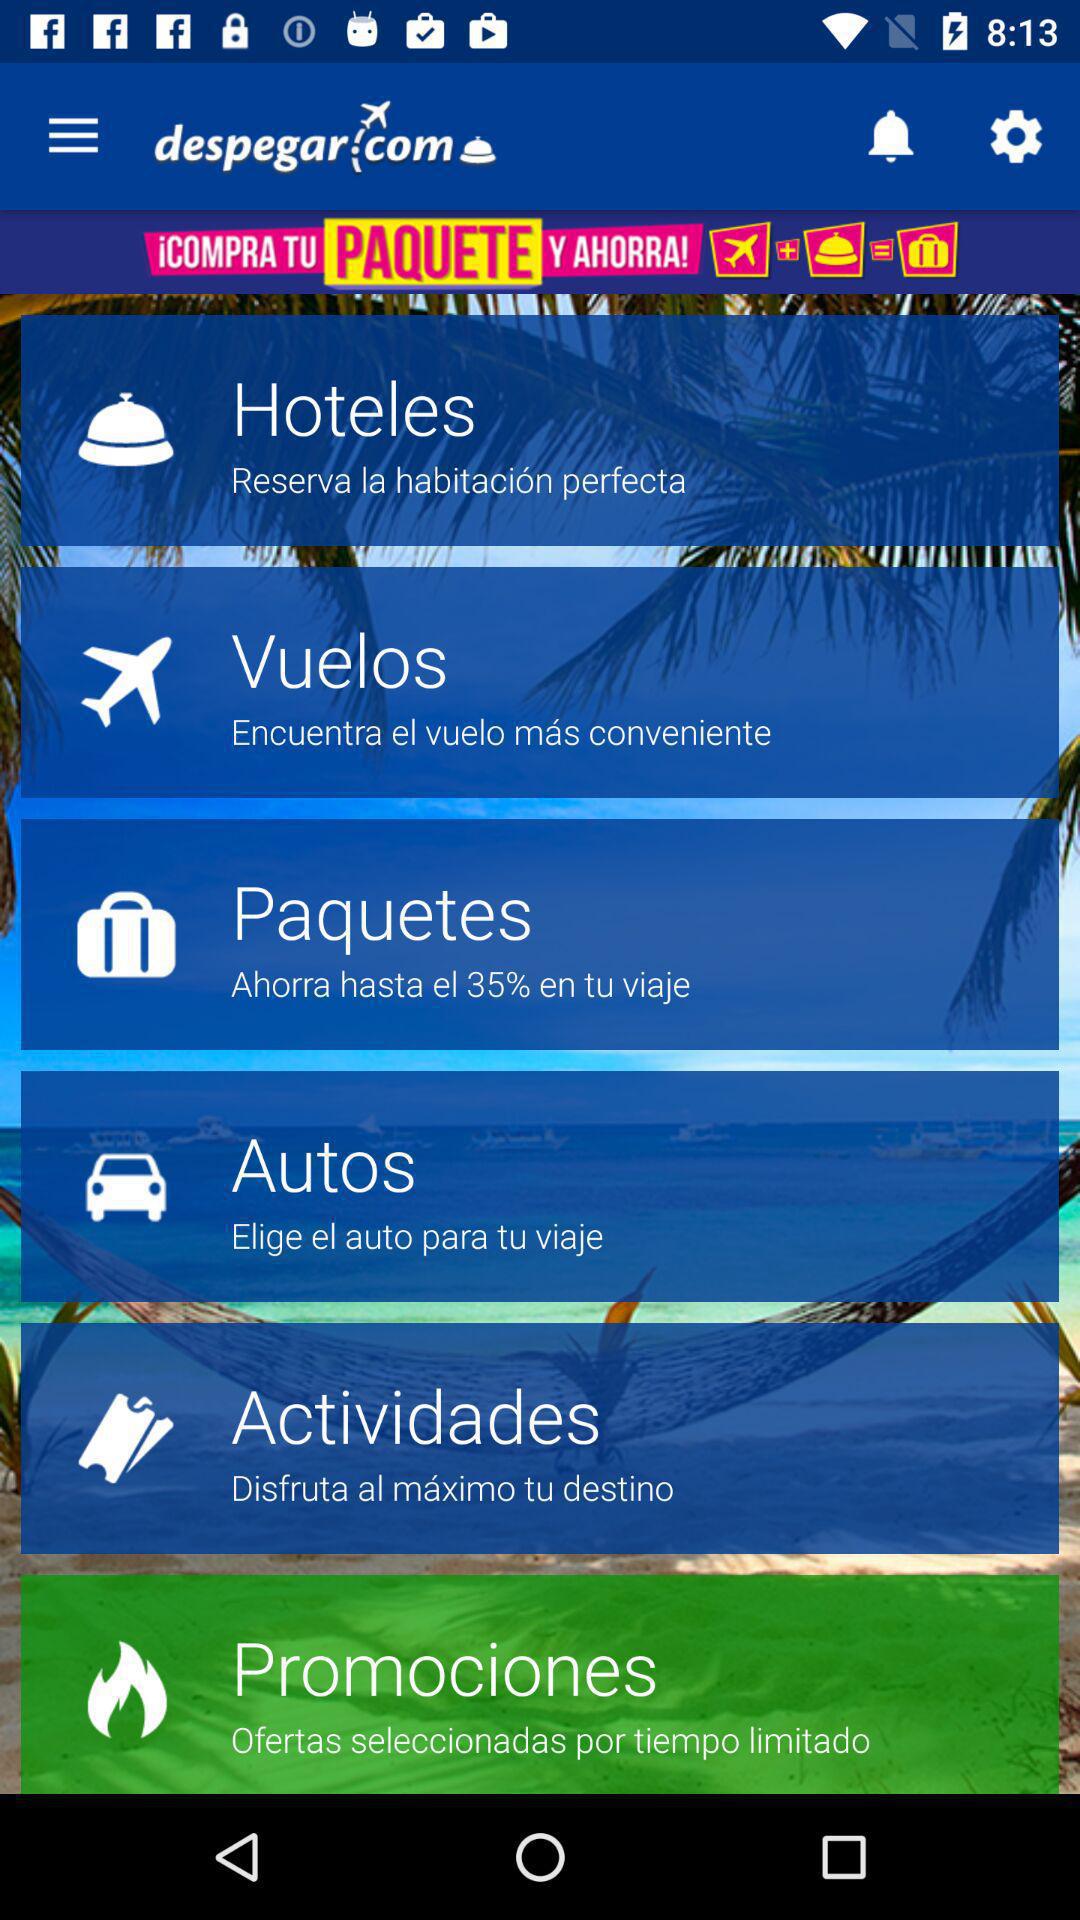 8:13
despegar.com
¡COMPRA TU PAQUETE Y AHORRA!
Hoteles
Reserva la habitación perfecta
Vuelos
Encuentra el vuelo más conveniente
Paquetes
Ahorra hasta el 35% en tu viaje
Autos
Elige el auto para tu viaje
Actividades
Disfruta al máximo tu destino
Promociones
Ofertas seleccionadas por tiempo limitado